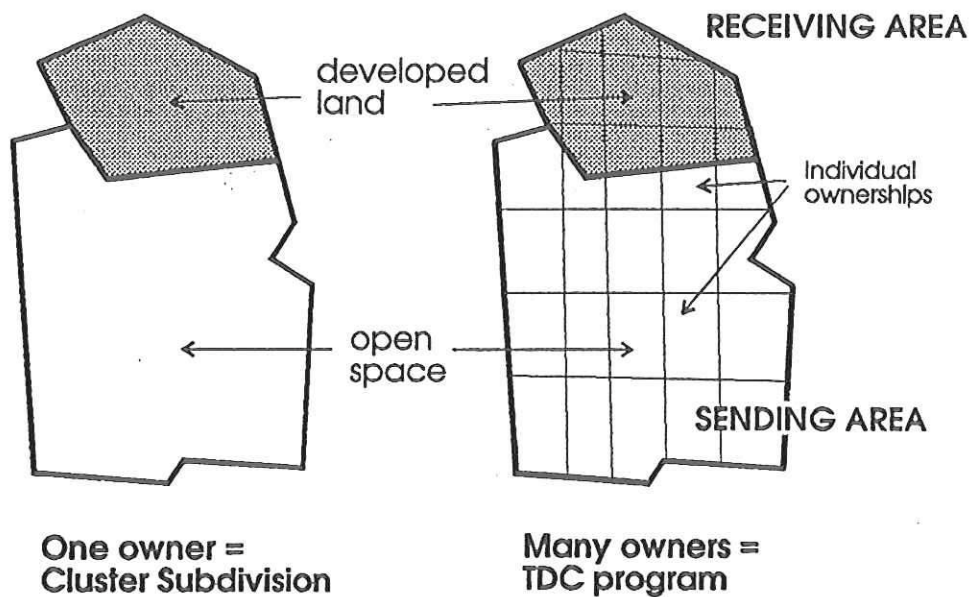 RECEIVING AREA
developed
land
Individual
ownerships
open
space
SENDING AREA
One owner =
Cluster Subdivision
Many owners =
TDC program